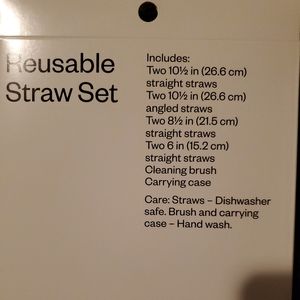 Reusable
Straw Set
Includes:
Two 10½ in (26.6 cm)
straight straws
Two 10½ in (26.6 cm)
angled straws
Two 8½ in (21.5 cm)
straight straws
Two 6 in (15.2 cm)
straight straws
Cleaning brush
Carrying case
Care: Straws – Dishwasher
safe. Brush and carrying
case – Hand wash.